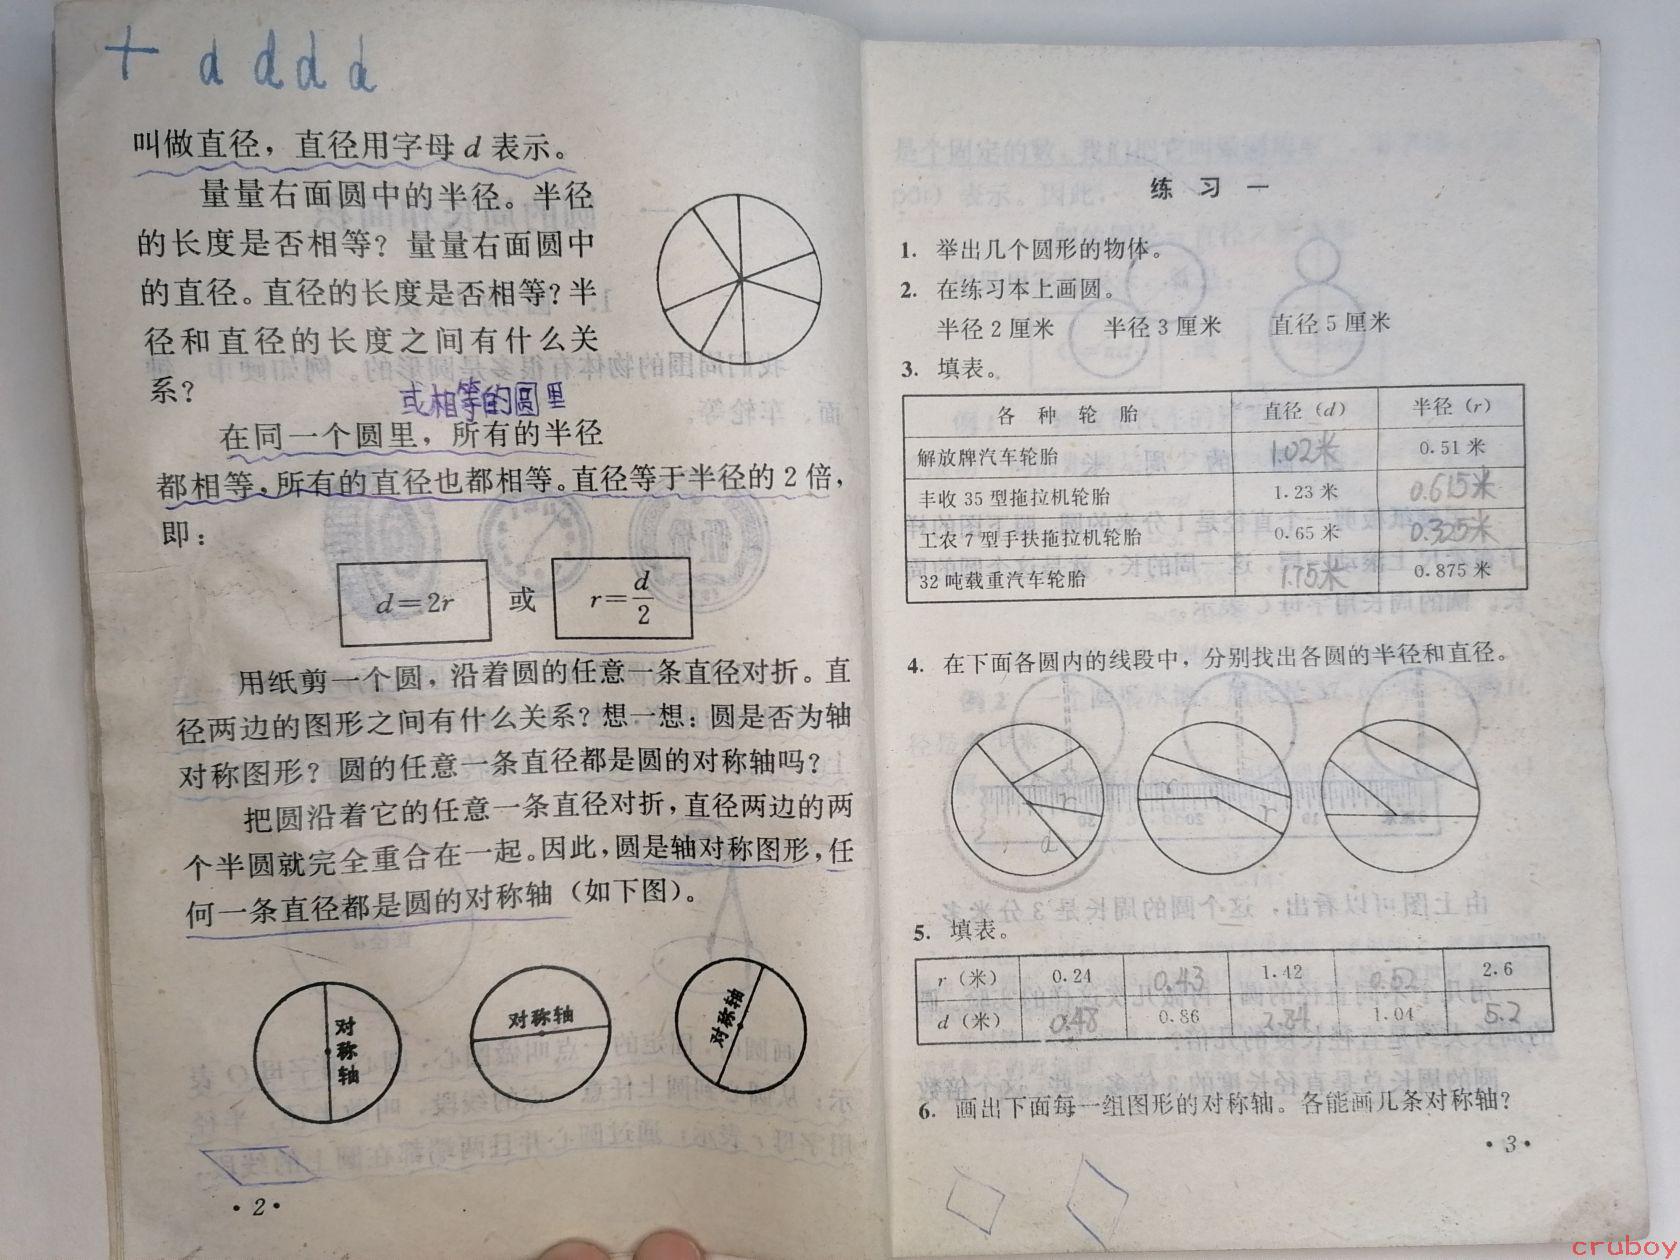 + d d d d
叫做直径，直径用字母 d 表示。
量量右面圆中的半径。半径
的长度是否相等？量量右面圆中
的直径。直径的长度是否相等？半
径和直径的长度之间有什么关
系？
或相等的圆里
在同一个圆里，所有的半径
都相等，所有的直径也都相等。直径等于半径的 2 倍，
即：
d=2r 或 r=d/2
用纸剪一个圆，沿着圆的任意一条直径对折。直
径两边的图形之间有什么关系？想一想：圆是否为轴
对称图形？圆的任意一条直径都是圆的对称轴吗？
把圆沿着它的任意一条直径对折，直径两边的两
个半圆就完全重合在一起。因此，圆是轴对称图形，任
何一条直径都是圆的对称轴（如下图）。
对称轴
对称轴
对称轴
·2·
练习一
1. 举出几个圆形的物体。
2. 在练习本上画圆。
半径 2 厘米 半径 3 厘米 直径 5 厘米
3. 填表。
各种轮胎 直径（d） 半径（r）
解放牌汽车轮胎 1.02米 0.51 米
丰收 35 型拖拉机轮胎 1.23 米 0.615米
工农 7 型手扶拖拉机轮胎 0.65 米 0.325米
32 吨载重汽车轮胎 1.75米 0.875 米
4. 在下面各圆内的线段中，分别找出各圆的半径和直径。
r
d
r
r
5. 填表。
r（米） 0.24 0.43 1.42 0.52 2.6
d（米） 0.48 0.86 2.84 1.04 5.2
6. 画出下面每一组图形的对称轴。各能画几条对称轴？
·3·
cruboy